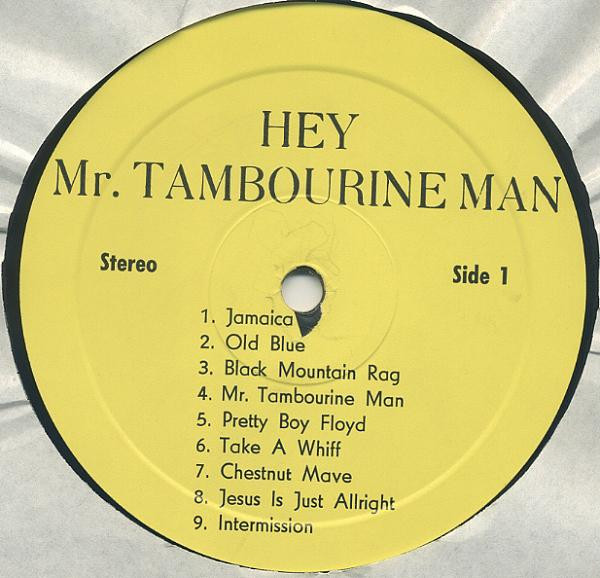 HEY
Mr. TAMBOURINE MAN
Stereo
Side 1
1. Jamaica
2. Old Blue
3. Black Mountain Rag
4. Mr. Tambourine Man
5. Pretty Boy Floyd
6. Take A Whiff
7. Chestnut Mave
8. Jesus Is Just Allright
9. Intermission